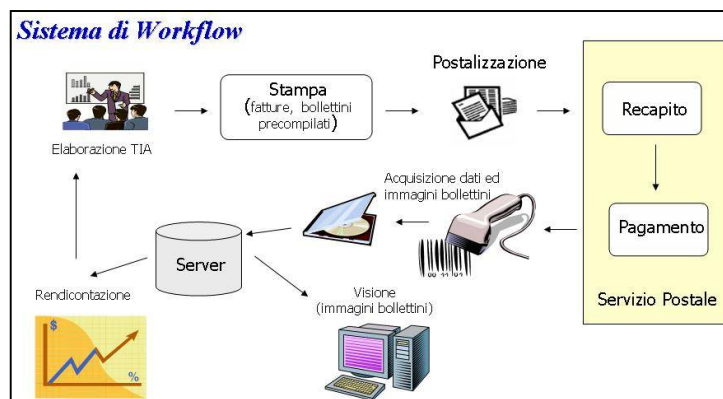 Sistema di Workflow
Postalizzazione
Stampa
(fatture, bollettini
precompilati)
Recapito
Elaborazione TIA
Acquisizione dati ed
immagini bollettini
Pagamento
Server
Rendicontazione
Visione
(immagini bollettini)
Servizio Postale
$
%